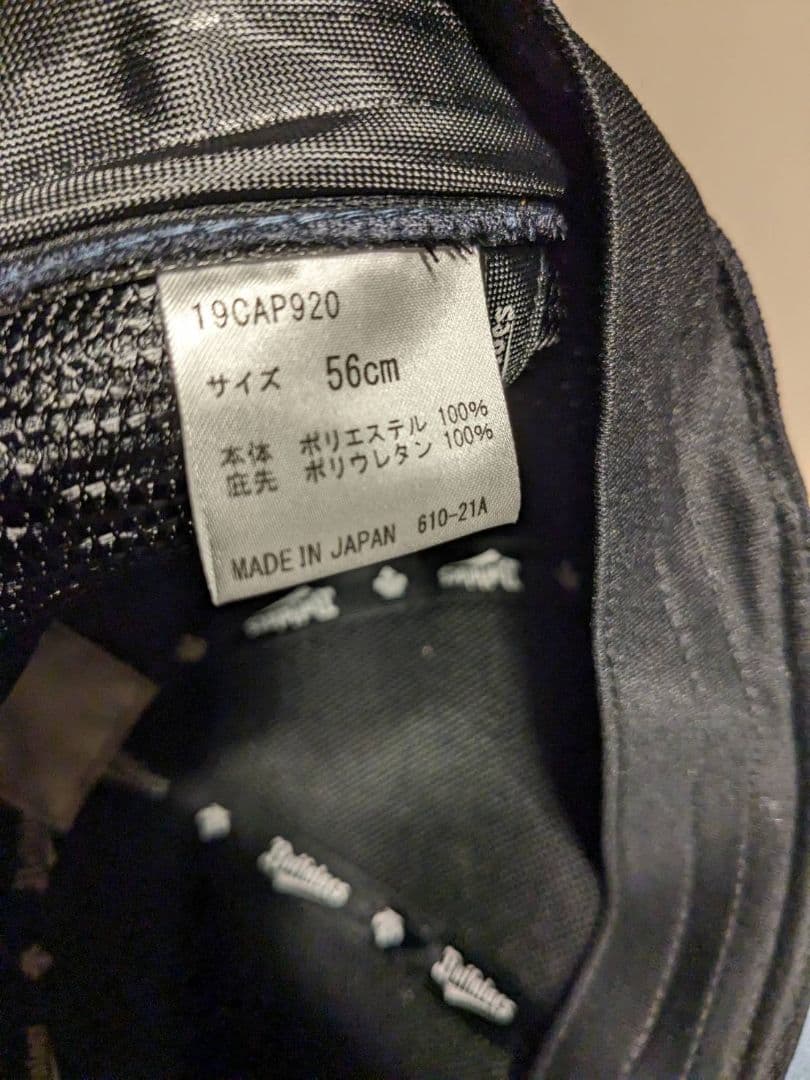 19CAP920
サイズ 56cm
本体 ポリエステル 100%
庇先 ポリウレタン 100%
MADE IN JAPAN 610-21A